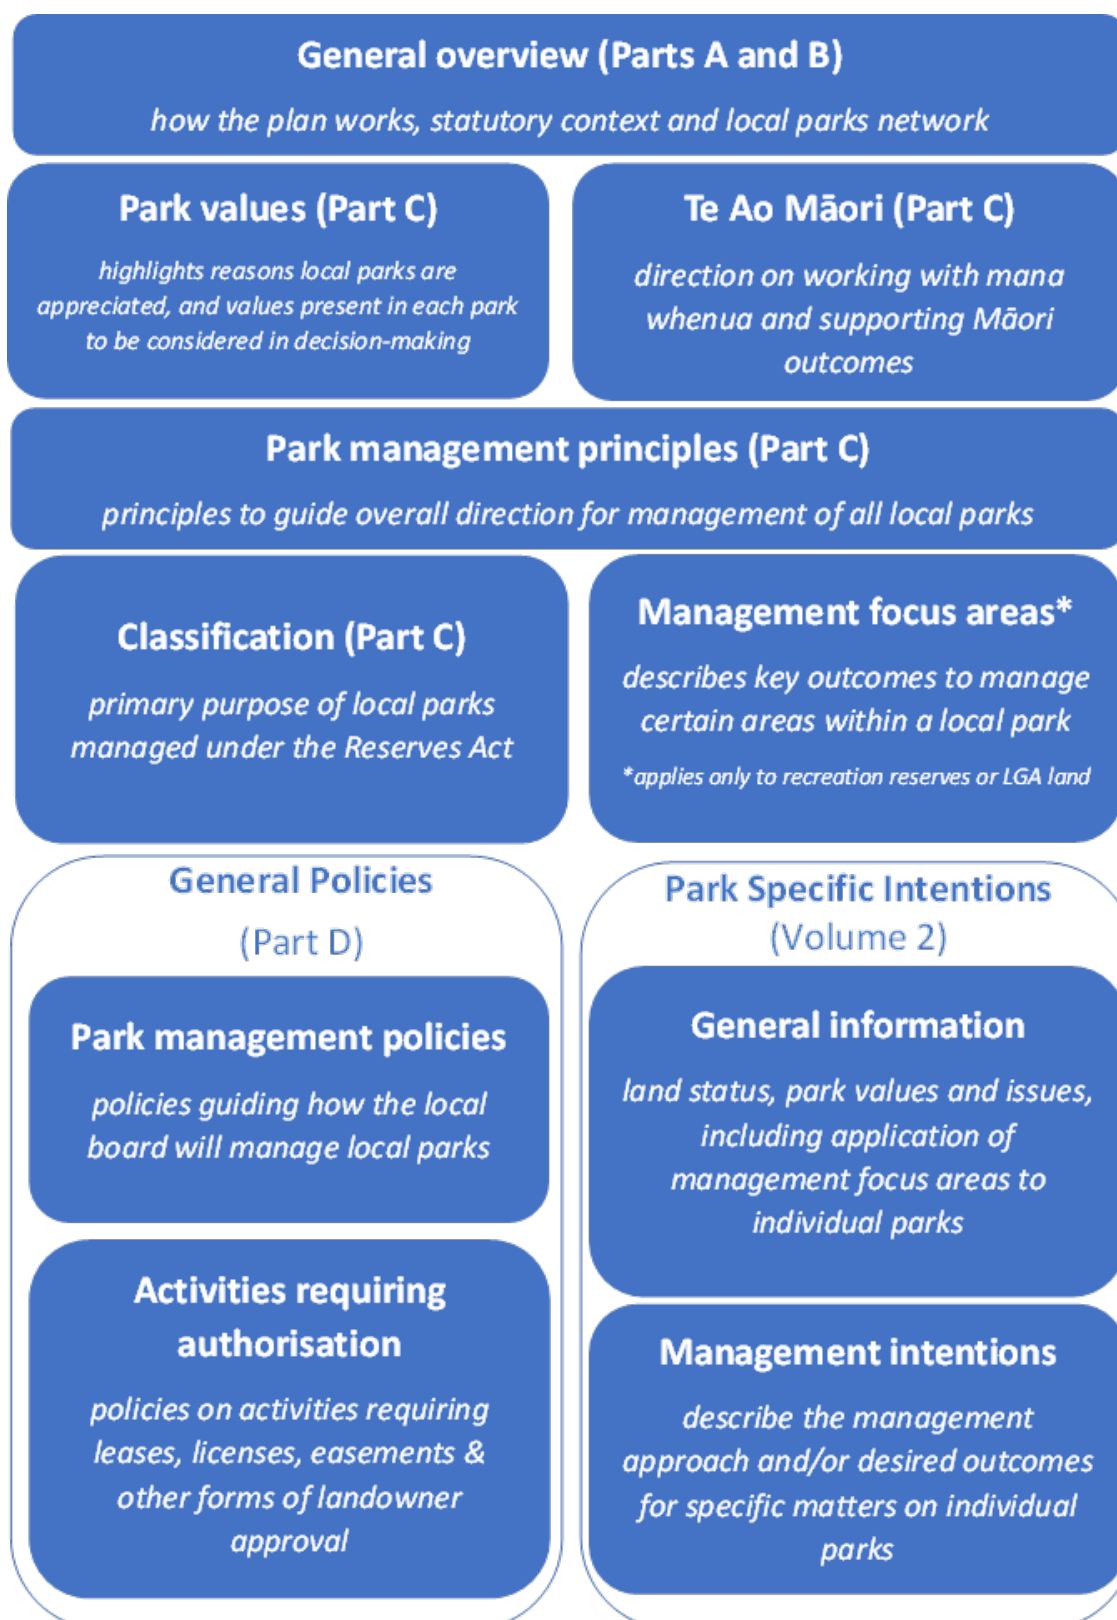 General overview (Parts A and B)
how the plan works, statutory context and local parks network
Park values (Part C)
highlights reasons local parks are
appreciated, and values present in each park
to be considered in decision-making
Te Ao Māori (Part C)
direction on working with mana
whenua and supporting Māori
outcomes
Park management principles (Part C)
principles to guide overall direction for management of all local parks
Classification (Part C)
primary purpose of local parks
managed under the Reserves Act
Management focus areas*
describes key outcomes to manage
certain areas within a local park
*applies only to recreation reserves or LGA land
General Policies
(Part D)
Park management policies
policies guiding how the local
board will manage local parks
Activities requiring
authorisation
policies on activities requiring
leases, licenses, easements &
other forms of landowner
approval
Park Specific Intentions
(Volume 2)
General information
land status, park values and issues,
including application of
management focus areas to
individual parks
Management intentions
describe the management
approach and/or desired outcomes
for specific matters on individual
parks